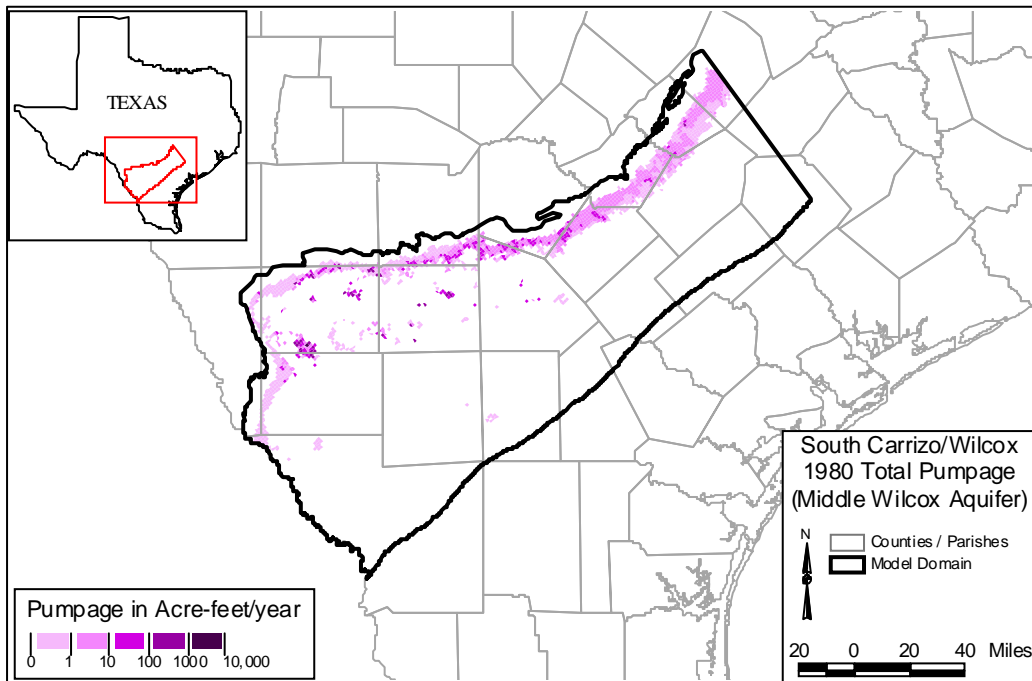 TEXAS
South Carrizo/Wilcox
1980 Total Pumpage
(Middle Wilcox Aquifer)
N
Counties / Parishes
Model Domain
20 0 20 40 Miles
Pumpage in Acre-feet/year
0 1 10 100 1000 10,000